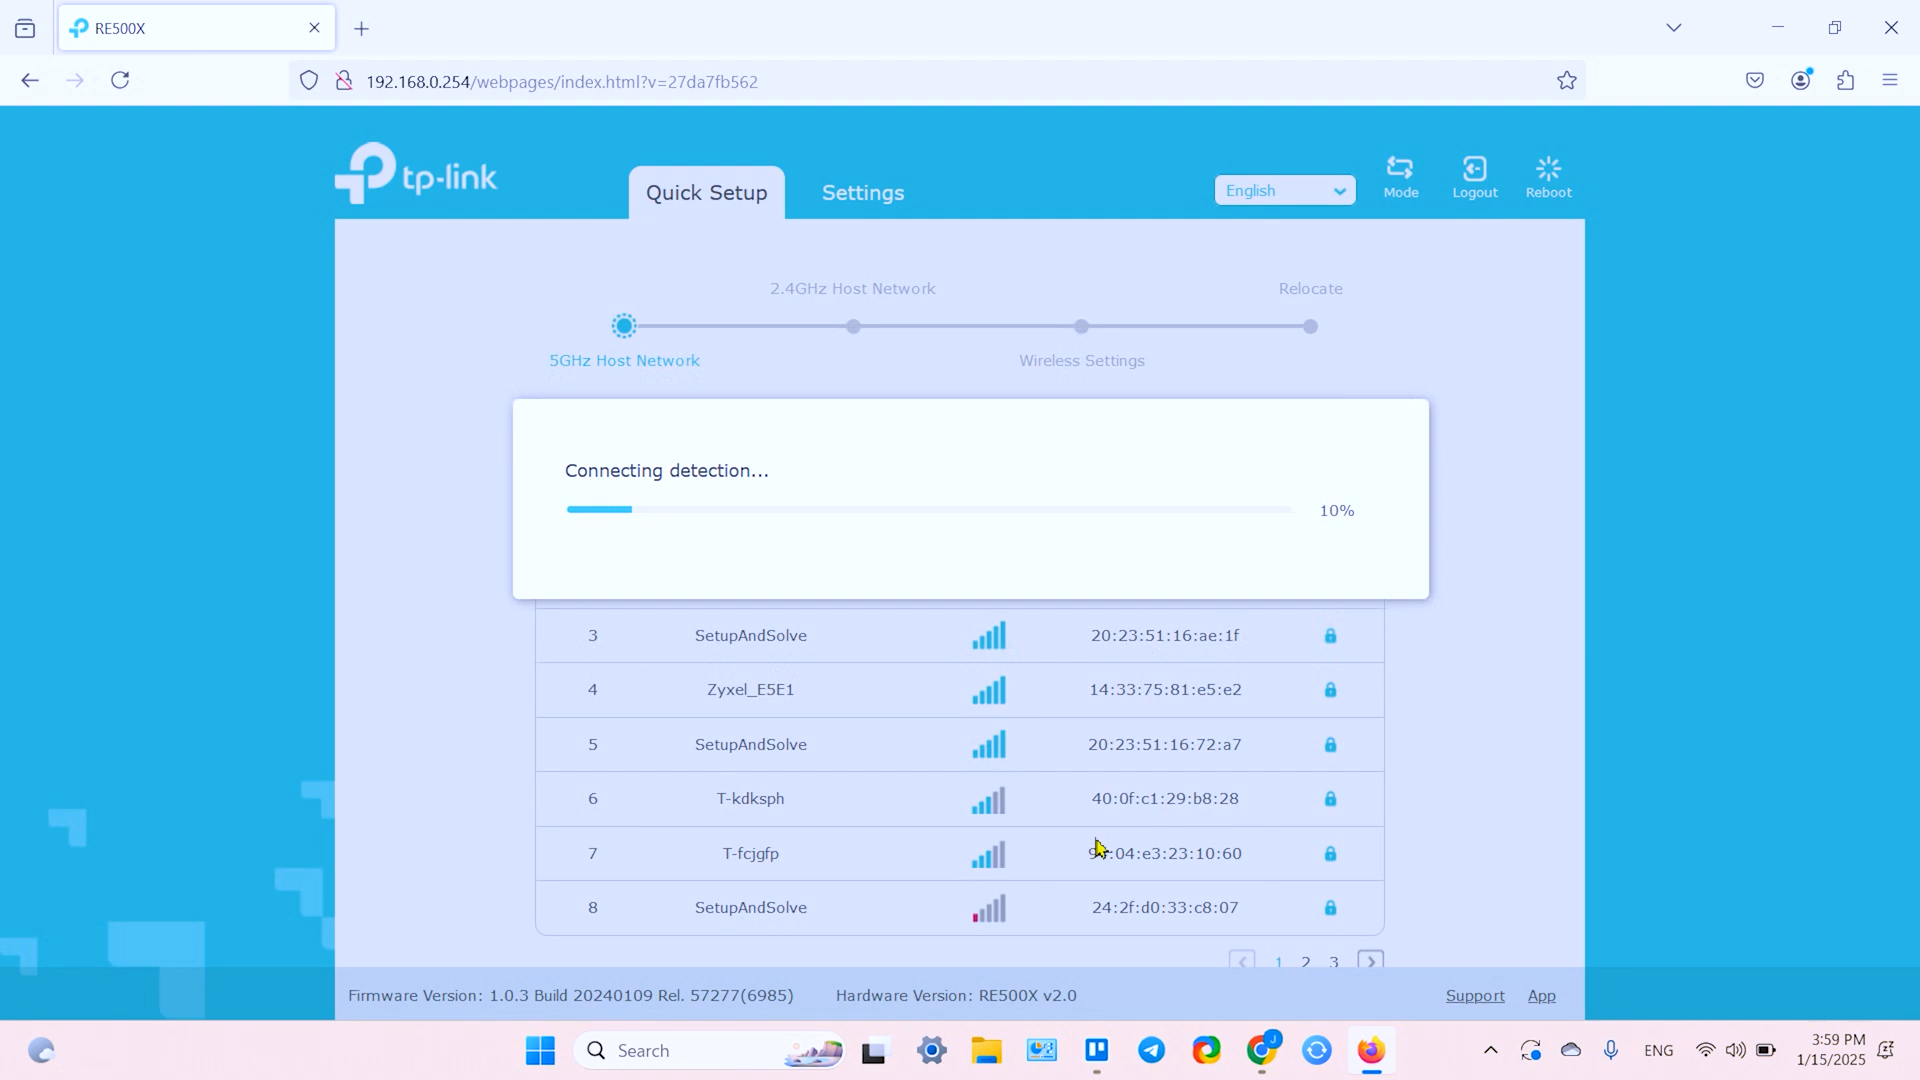 RE500X
192.168.0.254/webpages/index.html?v=27da7fb562
tp-link
Quick Setup
Settings
English
Mode
Logout
Reboot
2.4GHz Host Network
Relocate
5GHz Host Network
Wireless Settings
Connecting detection...
10%
3 SetupAndSolve 20:23:51:16:ae:1f
4 Zyxel_E5E1 14:33:75:81:e5:e2
5 SetupAndSolve 20:23:51:16:72:a7
6 T-kdksph 40:0f:c1:29:b8:28
7 T-fcjgfp :04:e3:23:10:60
8 SetupAndSolve 24:2f:d0:33:c8:07
1 2 3
Firmware Version: 1.0.3 Build 20240109 Rel. 57277(6985) Hardware Version: RE500X v2.0
Support App
Search
ENG
3:59 PM
1/15/2025